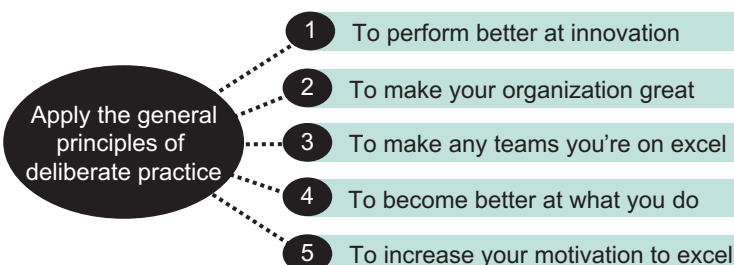 Apply the general
principles of
deliberate practice
1 To perform better at innovation
2 To make your organization great
3 To make any teams you're on excel
4 To become better at what you do
5 To increase your motivation to excel